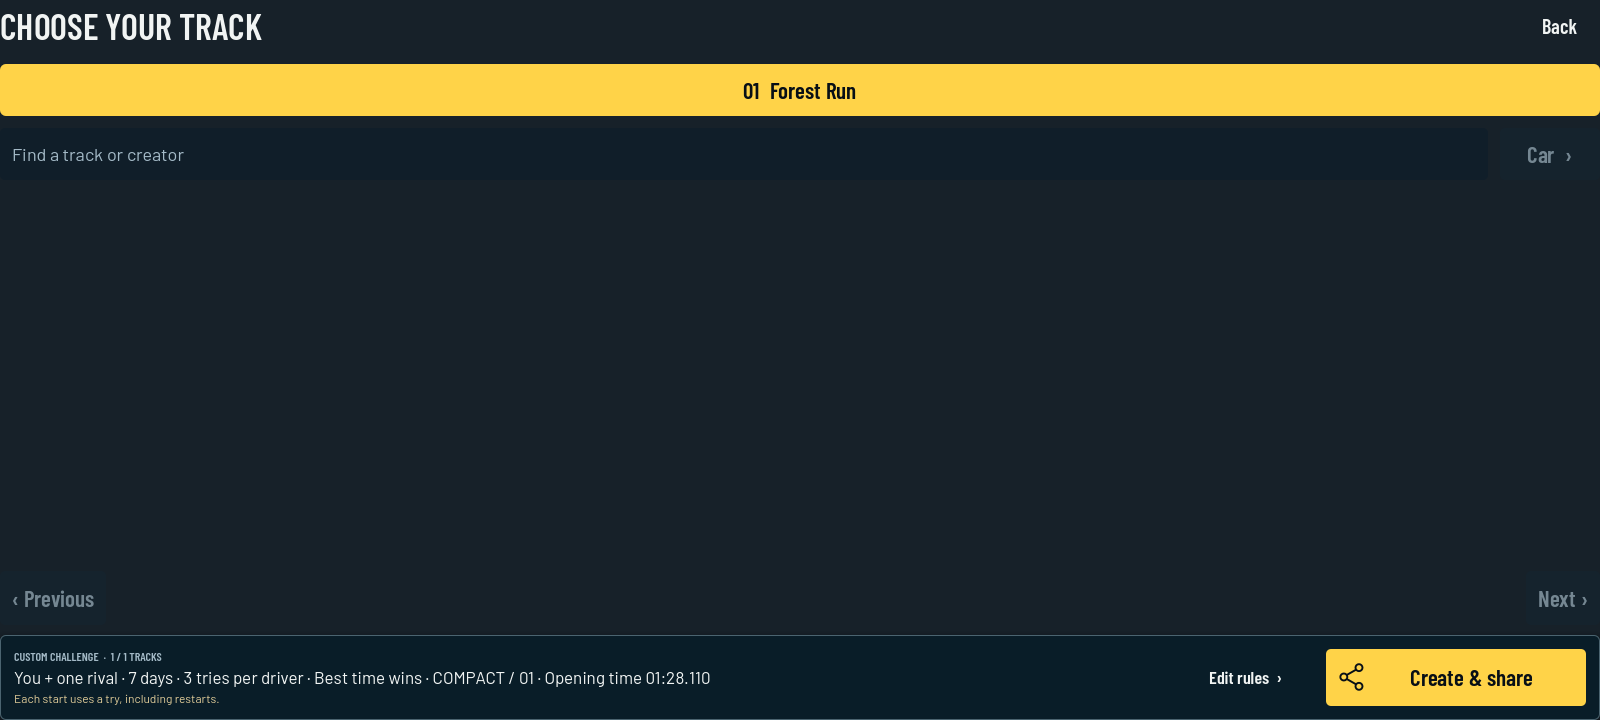 CHOOSE YOUR TRACK
Back
01 Forest Run
Find a track or creator
Car ›
‹ Previous
Next ›
CUSTOM CHALLENGE · 1 / 1 TRACKS
You + one rival · 7 days · 3 tries per driver · Best time wins · COMPACT / 01 · Opening time 01:28.110
Each start uses a try, including restarts.
Edit rules ›
Create & share